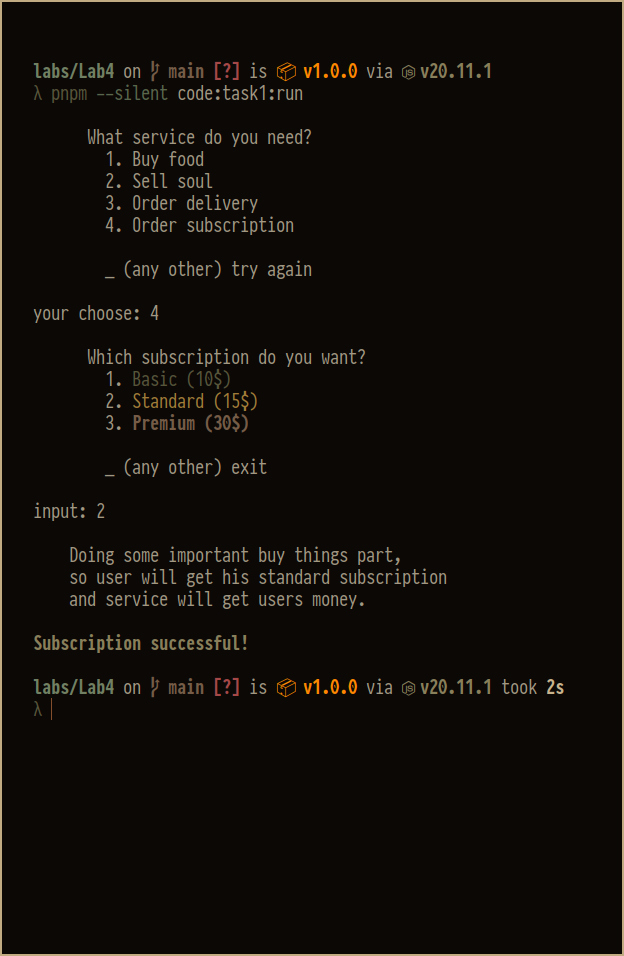 labs/Lab4 on main [?] is 📦 v1.0.0 via v20.11.1
λ pnpm --silent code:task1:run
What service do you need?
1. Buy food
2. Sell soul
3. Order delivery
4. Order subscription
_ (any other) try again
your choose: 4
Which subscription do you want?
1. Basic (10$)
2. Standard (15$)
3. Premium (30$)
_ (any other) exit
input: 2
Doing some important buy things part,
so user will get his standard subscription
and service will get users money.
Subscription successful!
labs/Lab4 on main [?] is 📦 v1.0.0 via v20.11.1 took 2s
λ